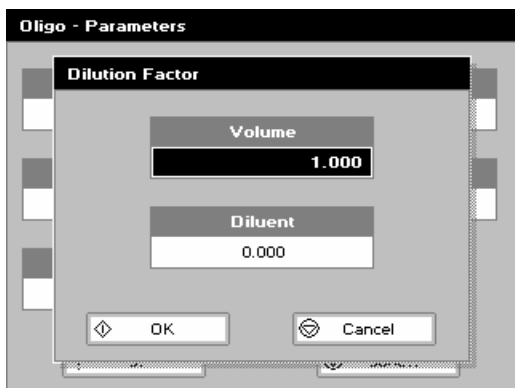 Oligo - Parameters
Dilution Factor
Volume
1.000
Diluent
0.000
OK Cancel